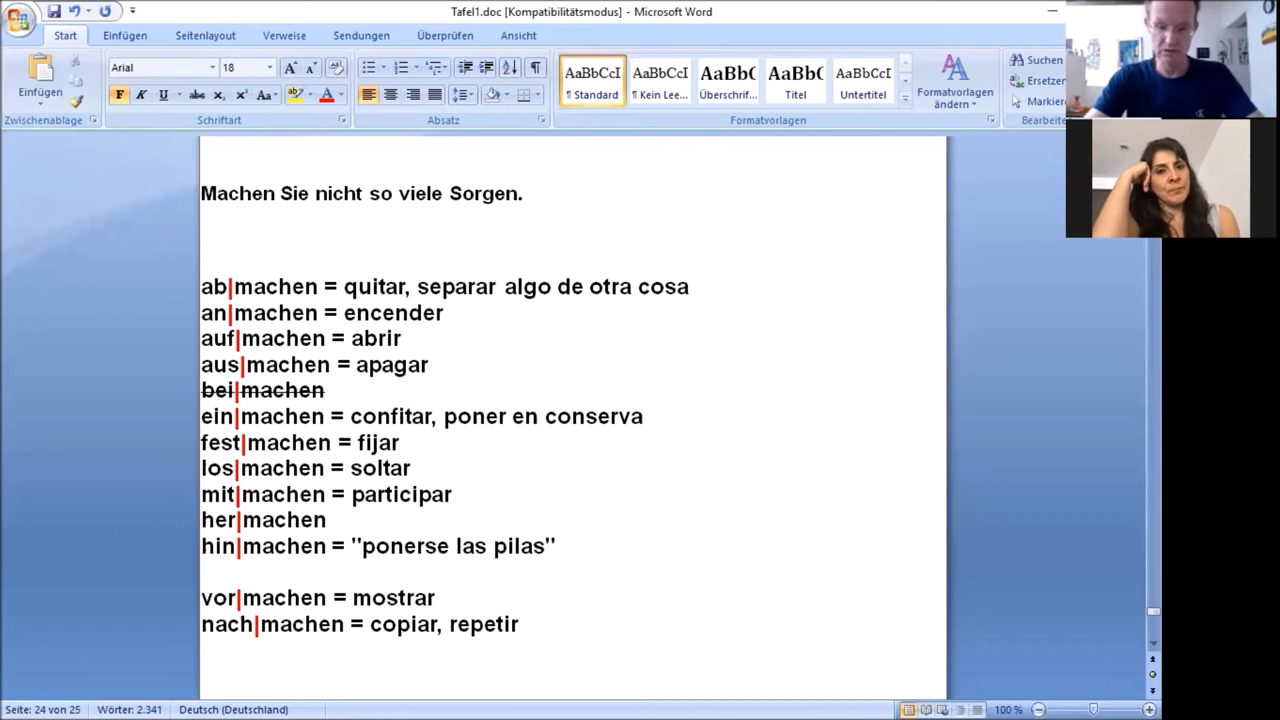 Tafel1.doc [Kompatibilitätsmodus] - Microsoft Word
Start Einfügen Seitenlayout Verweise Sendungen Überprüfen Ansicht
Einfügen
Arial 18
F K U abc x₂ x² Aa
AaBbCcI AaBbCcI AaBbC AaBbC AaBbCcI
¶ Standard ¶ Kein Lee... Überschrif... Titel Untertitel
Formatvorlagen ändern
Suchen
Ersetzen
Markieren
Zwischenablage Schriftart Absatz Formatvorlagen Bearbeite
Machen Sie nicht so viele Sorgen.
ab|machen = quitar, separar algo de otra cosa
an|machen = encender
auf|machen = abrir
aus|machen = apagar
bei|machen
ein|machen = confitar, poner en conserva
fest|machen = fijar
los|machen = soltar
mit|machen = participar
her|machen
hin|machen = "ponerse las pilas"
vor|machen = mostrar
nach|machen = copiar, repetir
Seite: 24 von 25 Wörter: 2.341 Deutsch (Deutschland) 100 %